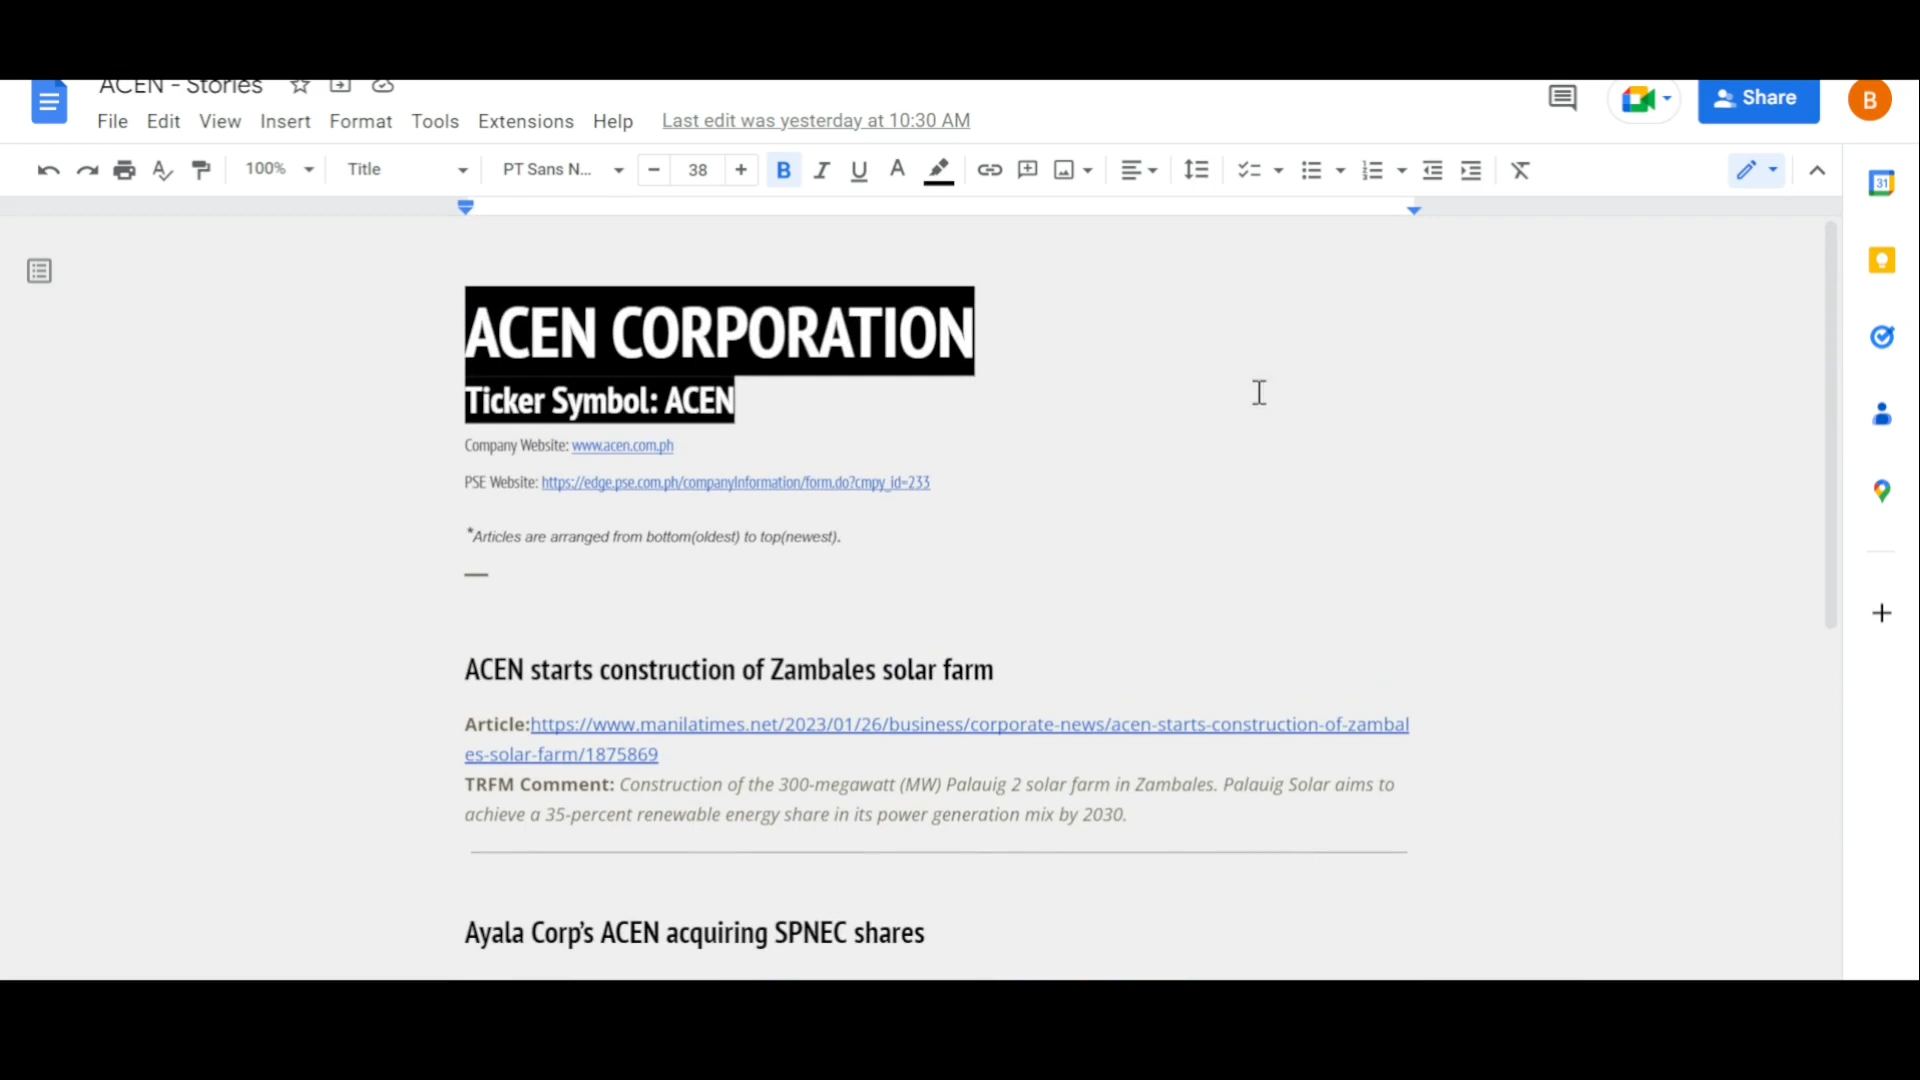 ACEN - Stories
File Edit View Insert Format Tools Extensions Help Last edit was yesterday at 10:30 AM
Share
B
100% Title PT Sans N... − 38 + B I U A
31
ACEN CORPORATION
Ticker Symbol: ACEN
Company Website: www.acen.com.ph
PSE Website: https://edge.pse.com.ph/companyInformation/form.do?cmpy_id=233
*Articles are arranged from bottom(oldest) to top(newest).
ACEN starts construction of Zambales solar farm
Article:https://www.manilatimes.net/2023/01/26/business/corporate-news/acen-starts-construction-of-zambal
es-solar-farm/1875869
TRFM Comment: Construction of the 300-megawatt (MW) Palauig 2 solar farm in Zambales. Palauig Solar aims to
achieve a 35-percent renewable energy share in its power generation mix by 2030.
Ayala Corp’s ACEN acquiring SPNEC shares